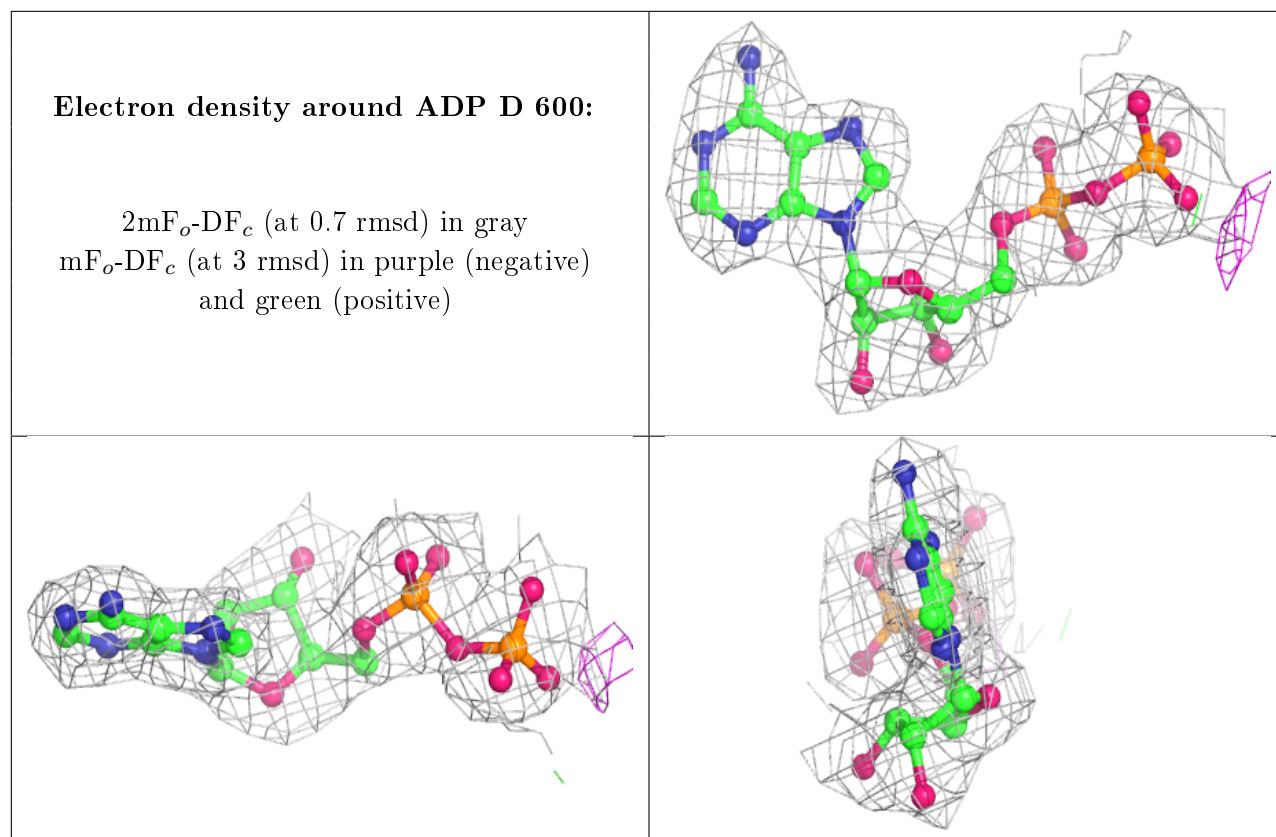 Electron density around ADP D 600:
2mFo-DFc (at 0.7 rmsd) in gray
mFo-DFc (at 3 rmsd) in purple (negative)
and green (positive)